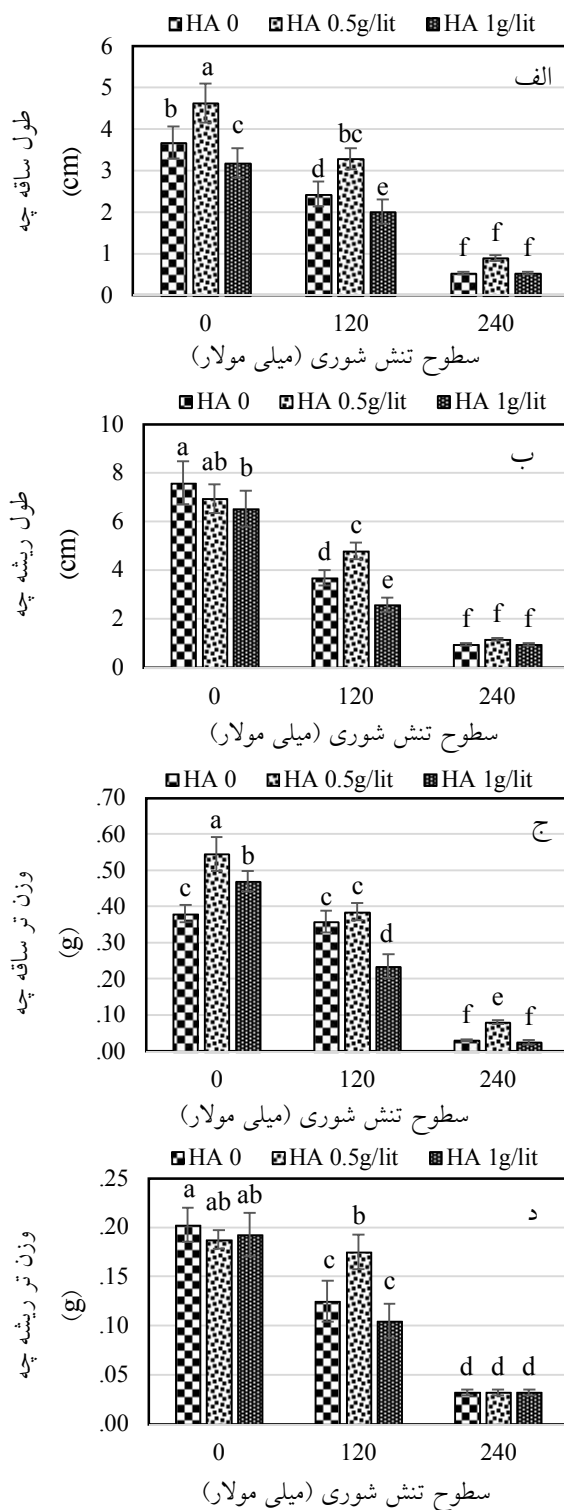 HA 0 HA 0.5g/lit HA 1g/lit
الف
6
5
4
3
2
1
0
طول ساقه چه
(cm)
b a c d bc e f f f
0 120 240
سطوح تنش شوری (میلی مولار)
HA 0 HA 0.5g/lit HA 1g/lit
ب
10
8
6
4
2
0
طول ریشه چه
(cm)
a ab b d c e f f f
0 120 240
سطوح تنش شوری (میلی مولار)
HA 0 HA 0.5g/lit HA 1g/lit
ج
.70
.60
.50
.40
.30
.20
.10
.00
وزن تر ساقه چه
(g)
c a b c c d f e f
0 120 240
سطوح تنش شوری (میلی مولار)
HA 0 HA 0.5g/lit HA 1g/lit
د
0.25
.20
.15
.10
.05
.00
وزن تر ریشه چه
(g)
a ab ab c b c d d d
0 120 240
سطوح تنش شوری (میلی مولار)